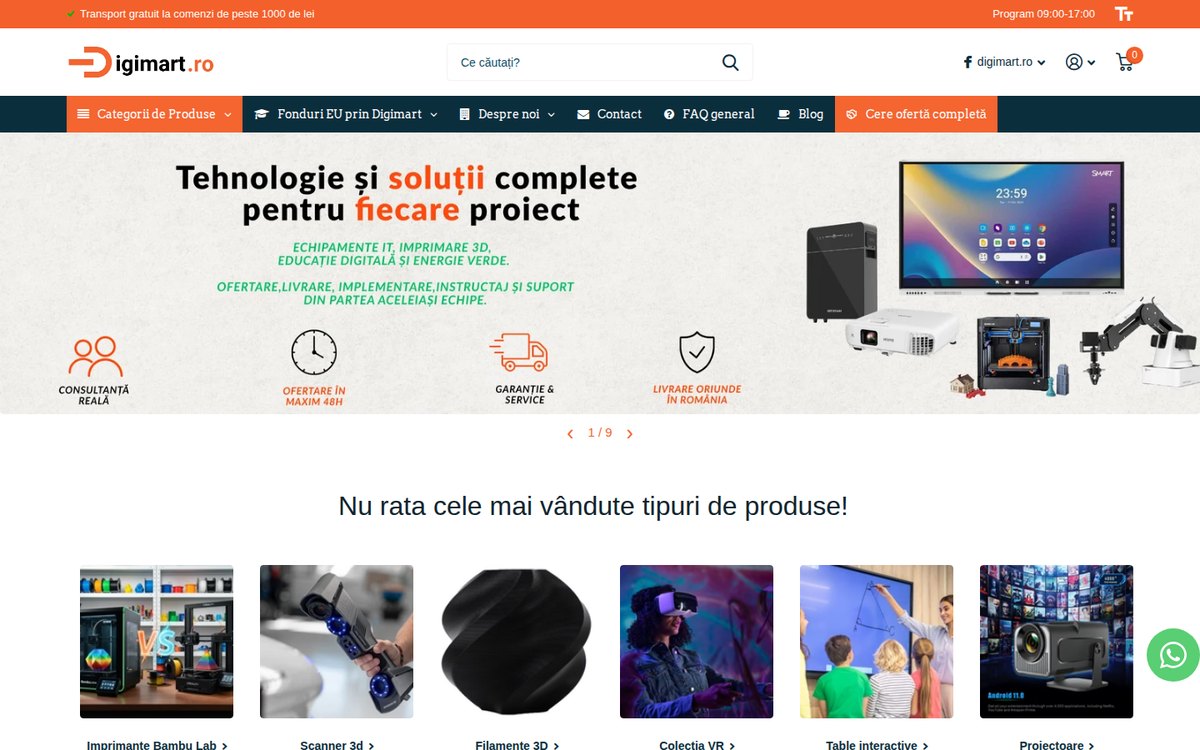 Transport gratuit la comenzi de peste 1000 de lei
Program 09:00-17:00
Digimart.ro
Ce căutați?
digimart.ro
0
Categorii de Produse
Fonduri EU prin Digimart
Despre noi
Contact
FAQ general
Blog
Cere ofertă completă
Tehnologie și soluții complete
pentru fiecare proiect
ECHIPAMENTE IT, IMPRIMARE 3D,
EDUCAȚIE DIGITALĂ ȘI ENERGIE VERDE.
OFERTARE,LIVRARE, IMPLEMENTARE,INSTRUCTAJ ȘI SUPORT
DIN PARTEA ACELEIAȘI ECHIPE.
CONSULTANȚĂ
REALĂ
OFERTARE ÎN
MAXIM 48H
GARANȚIE &
SERVICE
LIVRARE ORIUNDE
ÎN ROMÂNIA
SMART
23:59
1 / 9
Nu rata cele mai vândute tipuri de produse!
VS
Android 11.0
Imprimante Bambu Lab
Scanner 3d
Filamente 3D
Colecția VR
Table interactive
Proiectoare